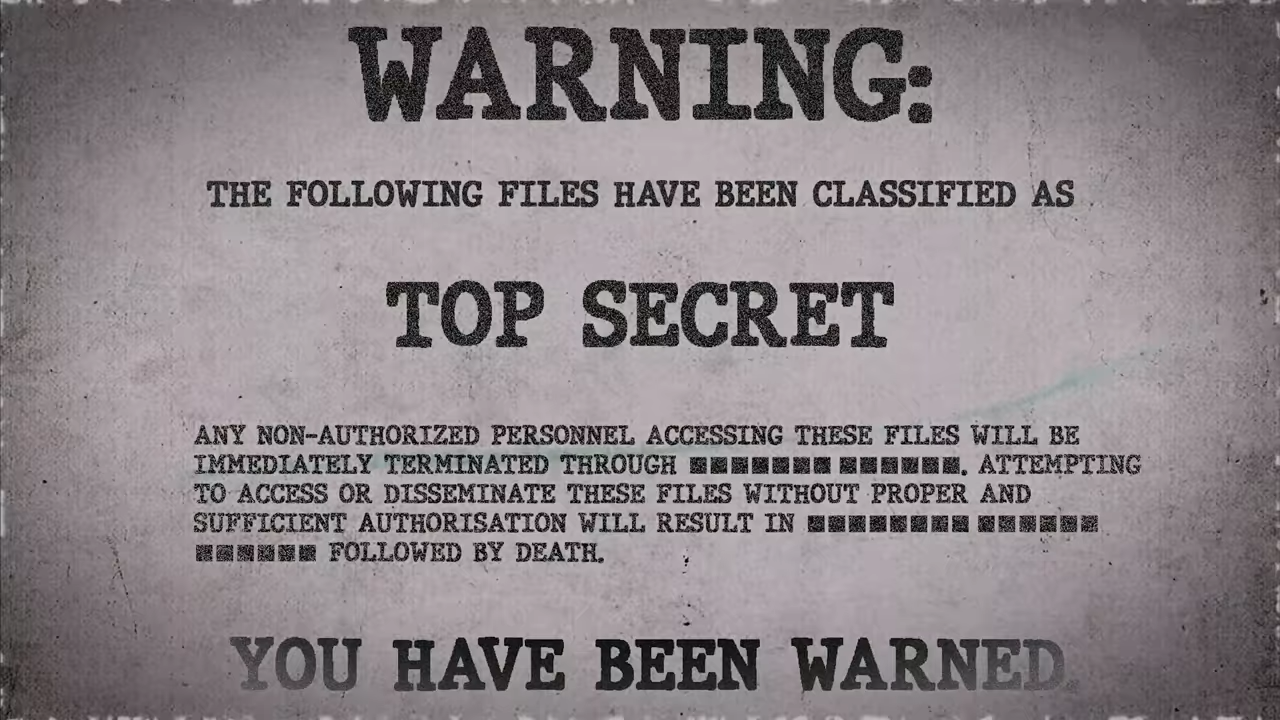 WARNING:
THE FOLLOWING FILES HAVE BEEN CLASSIFIED AS
TOP SECRET
ANY NON-AUTHORIZED PERSONNEL ACCESSING THESE FILES WILL BE
IMMEDIATELY TERMINATED THROUGH ■■■■■■■ ■■■■■■. ATTEMPTING
TO ACCESS OR DISSEMINATE THESE FILES WITHOUT PROPER AND
SUFFICIENT AUTHORISATION WILL RESULT IN ■■■■■■■■ ■■■■■■
■■■■■■ FOLLOWED BY DEATH.
YOU HAVE BEEN WARNED.